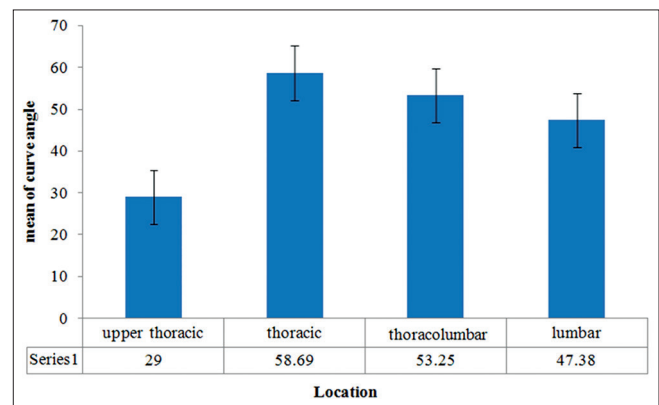 70
60
50
40
30
20
10
0
mean of curve angle
upper thoracic thoracic thoracolumbar lumbar
Series1 29 58.69 53.25 47.38
Location